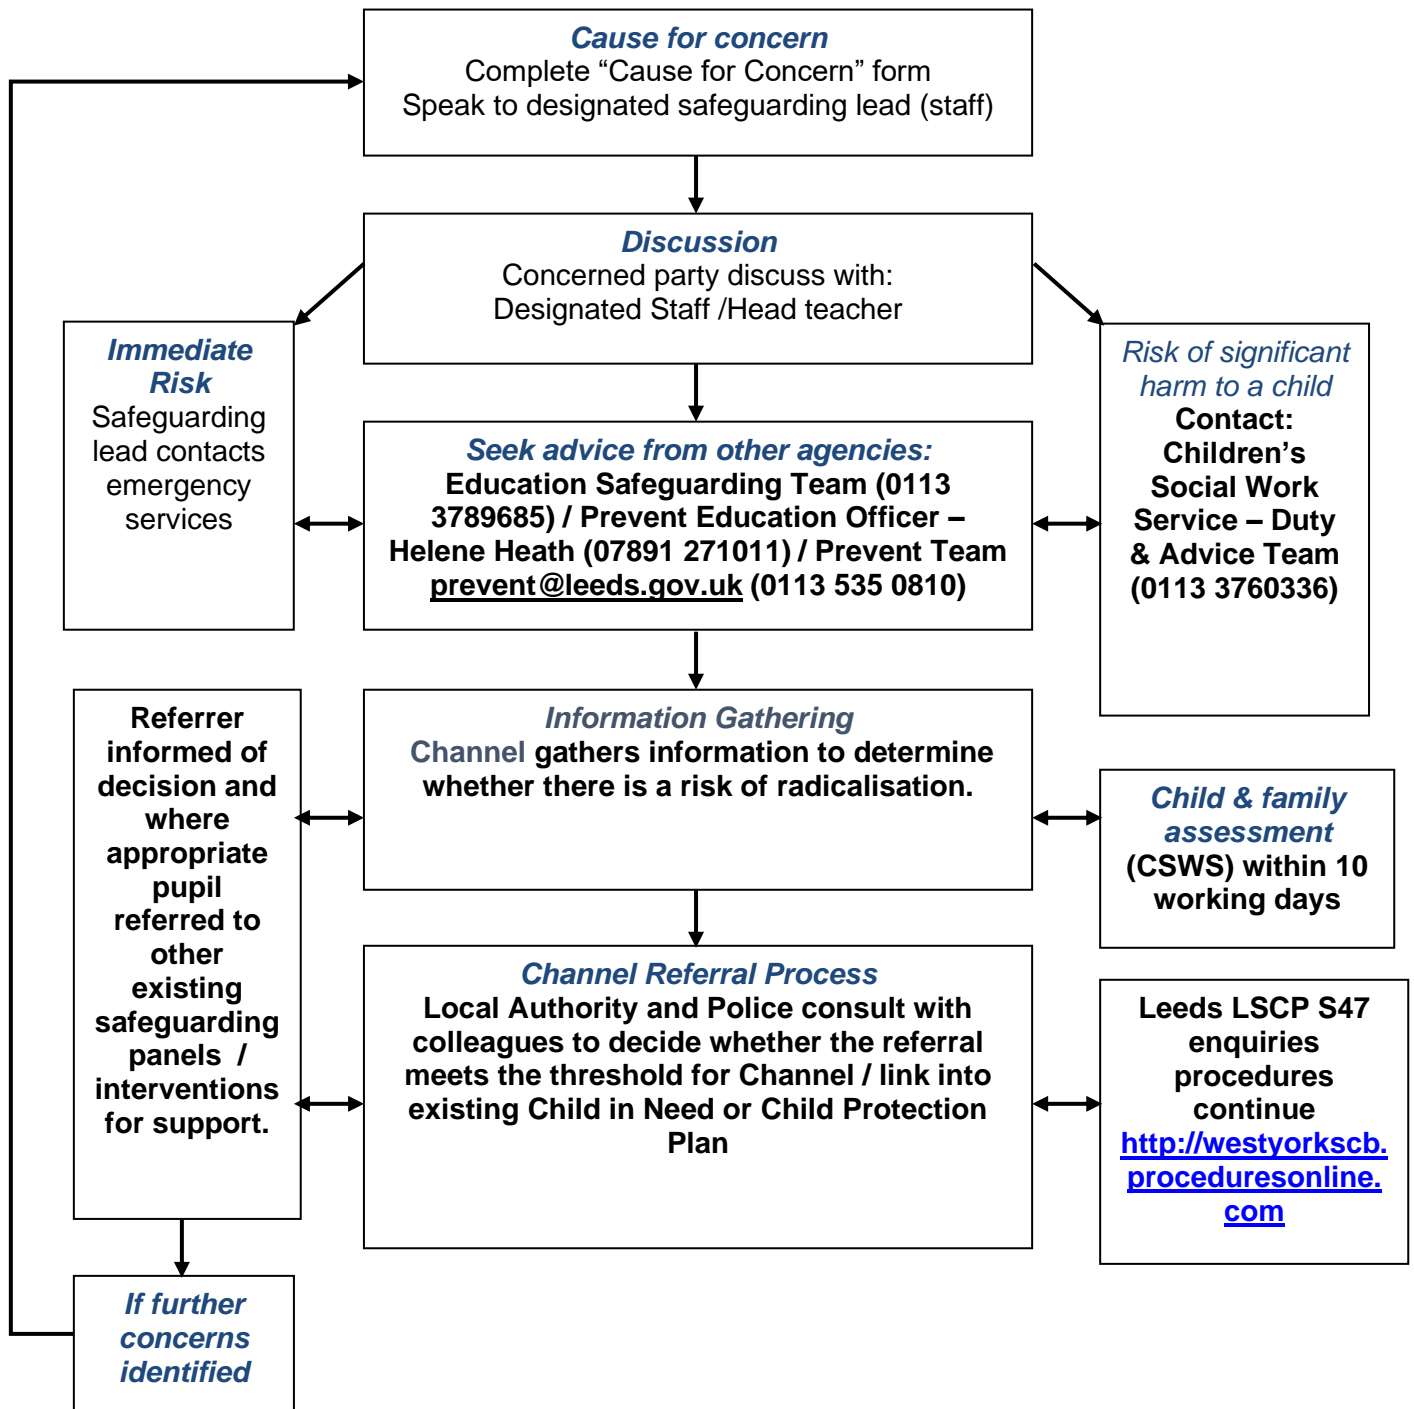 Cause for concern
Complete “Cause for Concern” form
Speak to designated safeguarding lead (staff)
Discussion
Concerned party discuss with:
Designated Staff /Head teacher
Immediate
Risk
Safeguarding
lead contacts
emergency
services
Seek advice from other agencies:
Education Safeguarding Team (0113
3789685) / Prevent Education Officer –
Helene Heath (07891 271011) / Prevent Team
prevent@leeds.gov.uk (0113 535 0810)
Risk of significant
harm to a child
Contact:
Children’s
Social Work
Service – Duty
& Advice Team
(0113 3760336)
Referrer
informed of
decision and
where
appropriate
pupil
referred to
other
existing
safeguarding
panels /
interventions
for support.
Information Gathering
Channel gathers information to determine
whether there is a risk of radicalisation.
Child & family
assessment
(CSWS) within 10
working days
Channel Referral Process
Local Authority and Police consult with
colleagues to decide whether the referral
meets the threshold for Channel / link into
existing Child in Need or Child Protection
Plan
Leeds LSCP S47
enquiries
procedures
continue
http://westyorkscb.
proceduresonline.
com
If further
concerns
identified